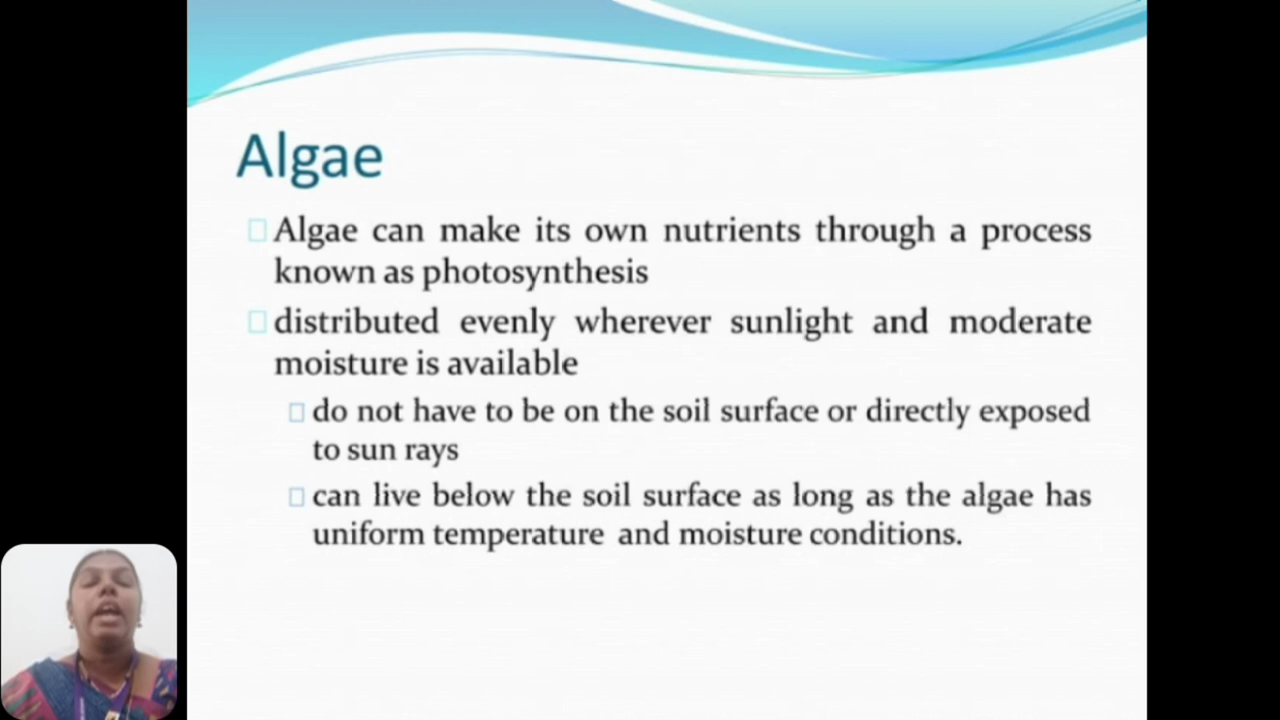 Algae
Algae can make its own nutrients through a process
known as photosynthesis
distributed evenly wherever sunlight and moderate
moisture is available
do not have to be on the soil surface or directly exposed
to sun rays
can live below the soil surface as long as the algae has
uniform temperature and moisture conditions.